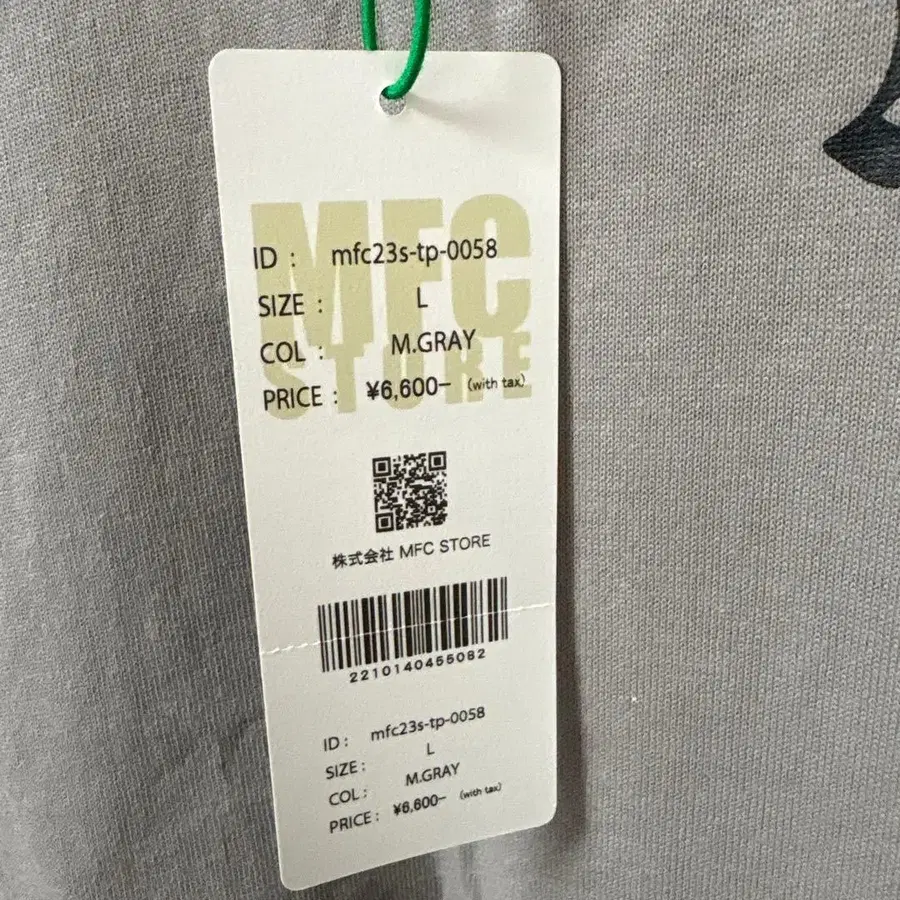 MFC
STORE
ID : mfc23s-tp-0058
SIZE : L
COL : M.GRAY
PRICE : ¥6,600− (with tax)
株式会社 MFC STORE
2210140455082
ID : mfc23s-tp-0058
SIZE : L
COL : M.GRAY
PRICE : ¥6,600− (with tax)